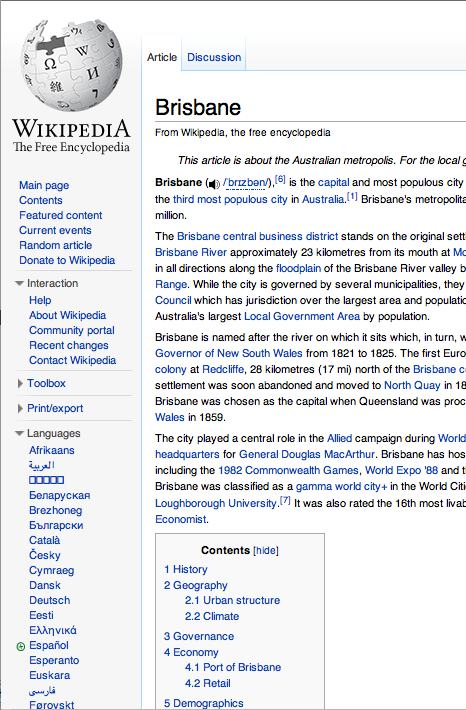 WIKIPEDIA
The Free Encyclopedia
Main page
Contents
Featured content
Current events
Random article
Donate to Wikipedia
Interaction
Help
About Wikipedia
Community portal
Recent changes
Contact Wikipedia
Toolbox
Print/export
Languages
Afrikaans
العربية
Беларуская
Brezhoneg
Български
Català
Česky
Cymraeg
Dansk
Deutsch
Eesti
Ελληνικά
Español
Esperanto
Euskara
فارسی
Føroyskt
Article Discussion
Brisbane
From Wikipedia, the free encyclopedia
This article is about the Australian metropolis. For the local g
Brisbane (/ˈbrɪzbən/),[6] is the capital and most populous city
the third most populous city in Australia.[1] Brisbane's metropolita
million.
The Brisbane central business district stands on the original settl
Brisbane River approximately 23 kilometres from its mouth at Mo
in all directions along the floodplain of the Brisbane River valley b
Range. While the city is governed by several municipalities, they
Council which has jurisdiction over the largest area and populatio
Australia's largest Local Government Area by population.
Brisbane is named after the river on which it sits which, in turn, w
Governor of New South Wales from 1821 to 1825. The first Euro
colony at Redcliffe, 28 kilometres (17 mi) north of the Brisbane ce
settlement was soon abandoned and moved to North Quay in 18
Brisbane was chosen as the capital when Queensland was proc
Wales in 1859.
The city played a central role in the Allied campaign during World
headquarters for General Douglas MacArthur. Brisbane has hos
including the 1982 Commonwealth Games, World Expo '88 and th
Brisbane was classified as a gamma world city+ in the World Citi
Loughborough University.[7] It was also rated the 16th most livab
Economist.
Contents [hide]
1 History
2 Geography
2.1 Urban structure
2.2 Climate
3 Governance
4 Economy
4.1 Port of Brisbane
4.2 Retail
5 Demographics